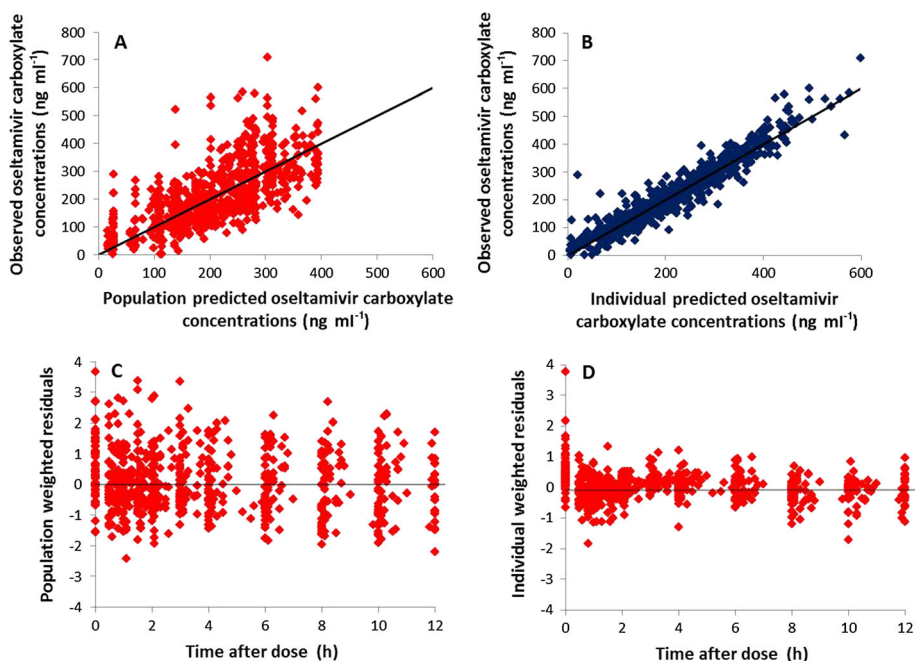 A
Observed oseltamivir carboxylate
concentrations (ng ml-1)
800
700
600
500
400
300
200
100
0
0 100 200 300 400 500 600
Population predicted oseltamivir carboxylate
concentrations (ng ml-1)
B
Observed oseltamivir carboxylate
concentrations (ng ml-1)
800
700
600
500
400
300
200
100
0
0 200 400 600
Individual predicted oseltamivir
carboxylate concentrations (ng ml-1)
C
Population weighted residuals
4
3
2
1
0
-1
-2
-3
-4
0 2 4 6 8 10 12
Time after dose (h)
D
Individual weighted residuals
4
3
2
1
0
-1
-2
-3
-4
0 2 4 6 8 10 12
Time after dose (h)